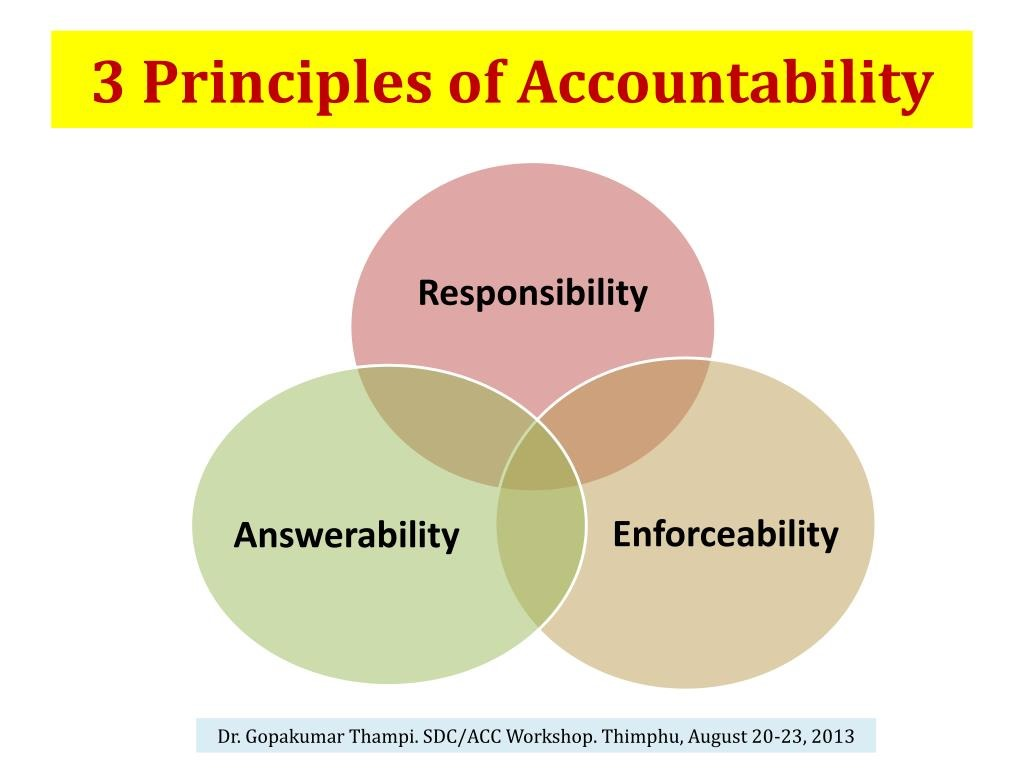 3 Principles of Accountability
Responsibility
Answerability
Enforceability
Dr. Gopakumar Thampi. SDC/ACC Workshop. Thimphu, August 20-23, 2013